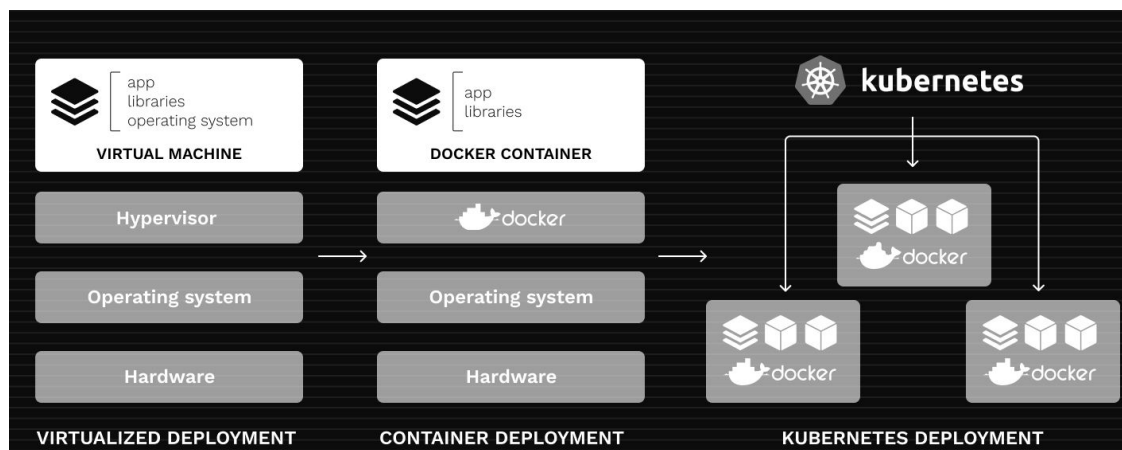 app
libraries
operating system
VIRTUAL MACHINE
Hypervisor
Operating system
Hardware
VIRTUALIZED DEPLOYMENT
app
libraries
DOCKER CONTAINER
docker
Operating system
Hardware
CONTAINER DEPLOYMENT
kubernetes
docker
docker
docker
KUBERNETES DEPLOYMENT